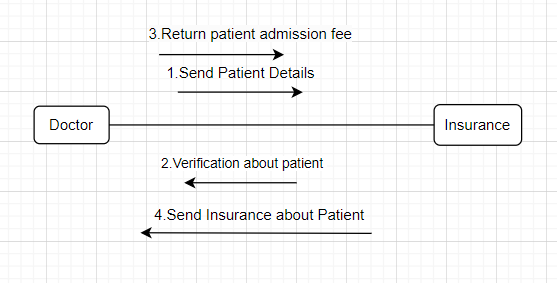 3.Return patient admission fee
1.Send Patient Details
Doctor
Insurance
2.Verification about patient
4.Send Insurance about Patient